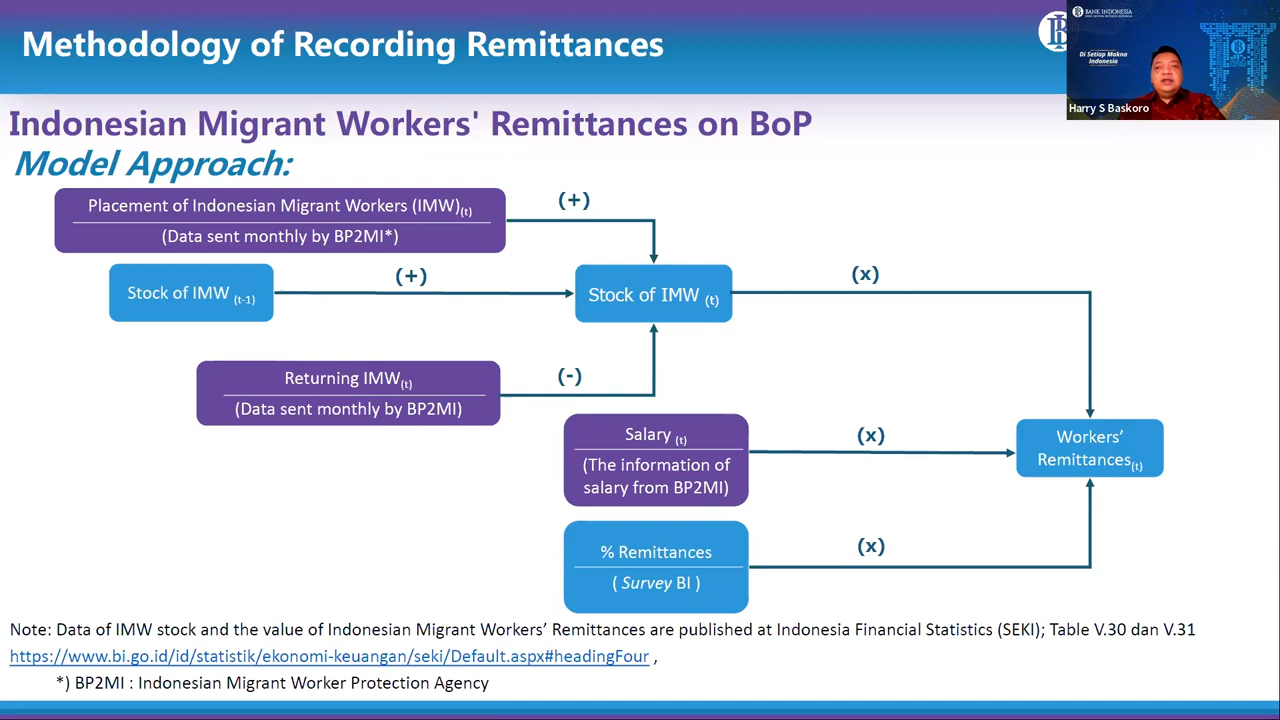 Methodology of Recording Remittances
BANK INDONESIA
Di Setiap Makna
Indonesia
Harry S Baskoro
Indonesian Migrant Workers' Remittances on BoP
Model Approach:
Placement of Indonesian Migrant Workers (IMW)(t)
(Data sent monthly by BP2MI*)
(+)
Stock of IMW (t-1)
(+)
Stock of IMW (t)
(x)
Returning IMW(t)
(Data sent monthly by BP2MI)
(-)
Salary (t)
(The information of
salary from BP2MI)
(x)
Workers’
Remittances(t)
% Remittances
( Survey BI )
(x)
Note: Data of IMW stock and the value of Indonesian Migrant Workers’ Remittances are published at Indonesia Financial Statistics (SEKI); Table V.30 dan V.31
https://www.bi.go.id/id/statistik/ekonomi-keuangan/seki/Default.aspx#headingFour ,
*) BP2MI : Indonesian Migrant Worker Protection Agency